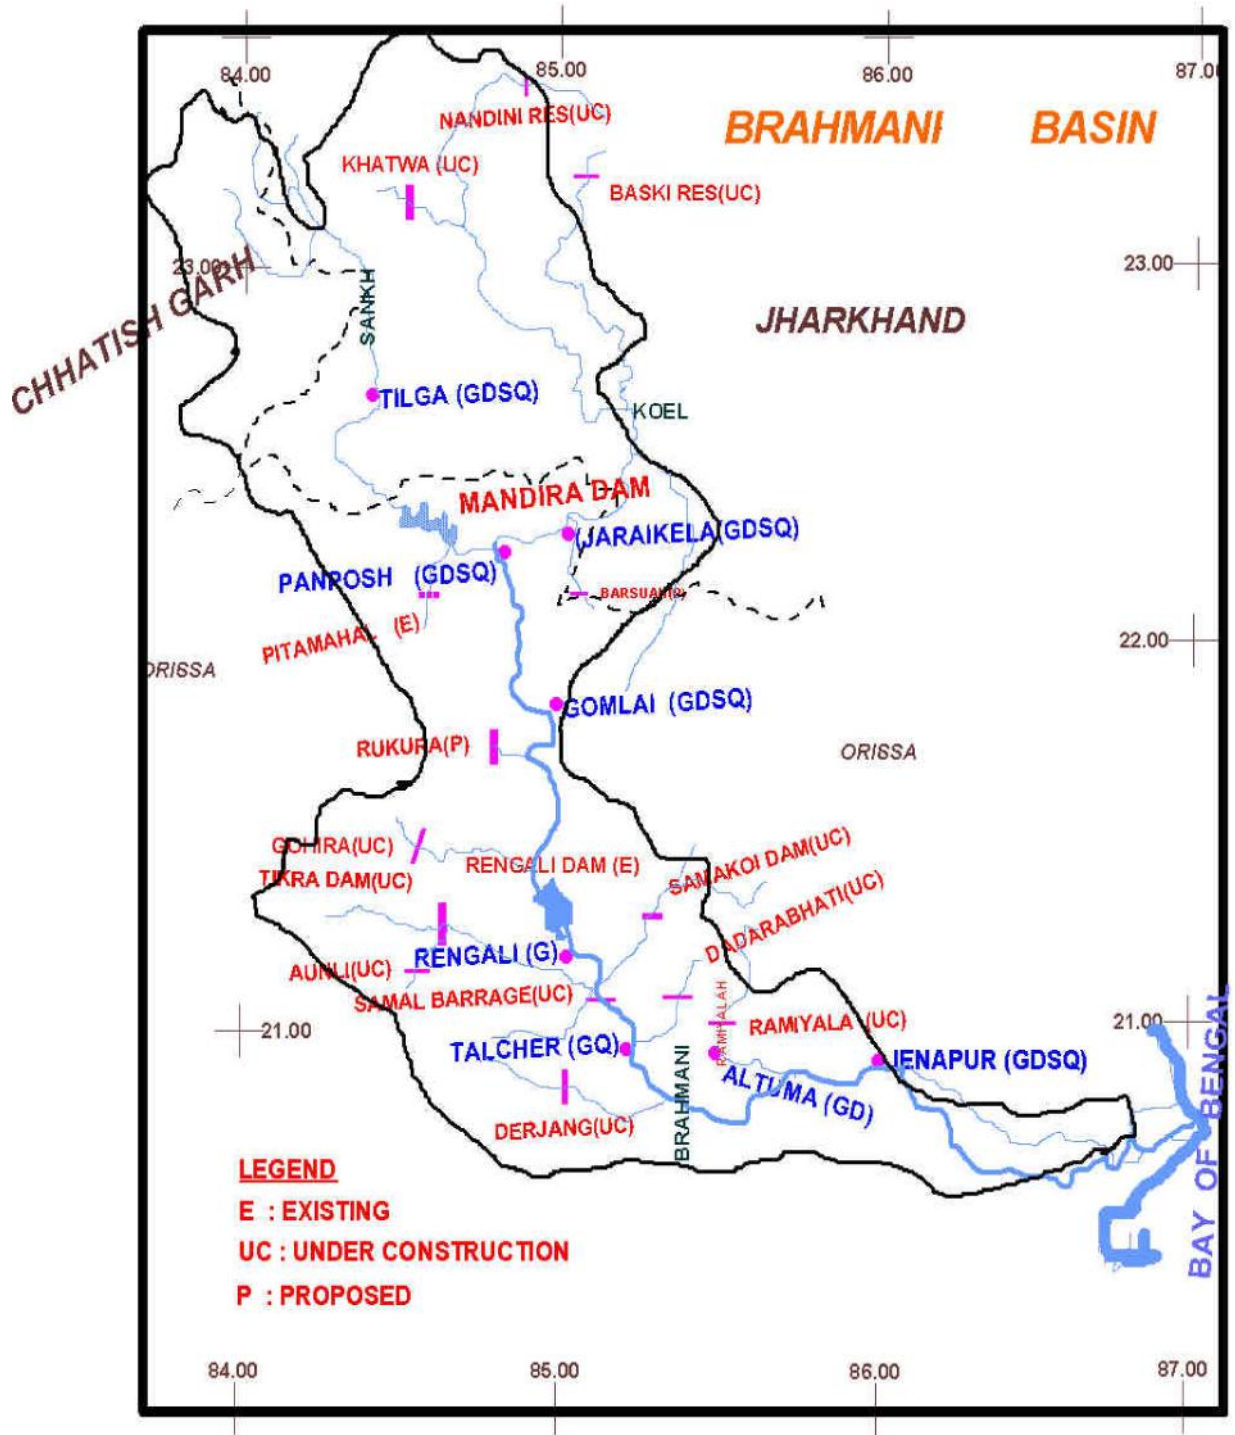 84.00
85.00
86.00
87.00
NANDINI RES(UC)
BRAHMANI BASIN
KHATWA (UC)
BASKI RES(UC)
23.00
23.00
CHHATISH GARH
SANKH
JHARKHAND
TILGA (GDSQ)
KOEL
MANDIRA DAM
(JARAIKELA(GDSQ)
PANPOSH (GDSQ)
BARSUAN(P)
PITAMAHAL (E)
22.00
ORISSA
GOMLAI (GDSQ)
RUKURA(P)
ORISSA
GOHIRA(UC)
RENGALI DAM (E)
SAMAKOI DAM(UC)
TIKRA DAM(UC)
DADARABHATI(UC)
RENGALI (G)
AUNLI(UC)
SAMAL BARRAGE(UC)
RAMIYALAH
RAMIYALA (UC)
21.00
21.00
TALCHER (GQ)
JENAPUR (GDSQ)
ALTUMA (GD)
BRAHMANI
DERJANG(UC)
BAY OF BENGAL
LEGEND
E : EXISTING
UC : UNDER CONSTRUCTION
P : PROPOSED
84.00
85.00
86.00
87.00